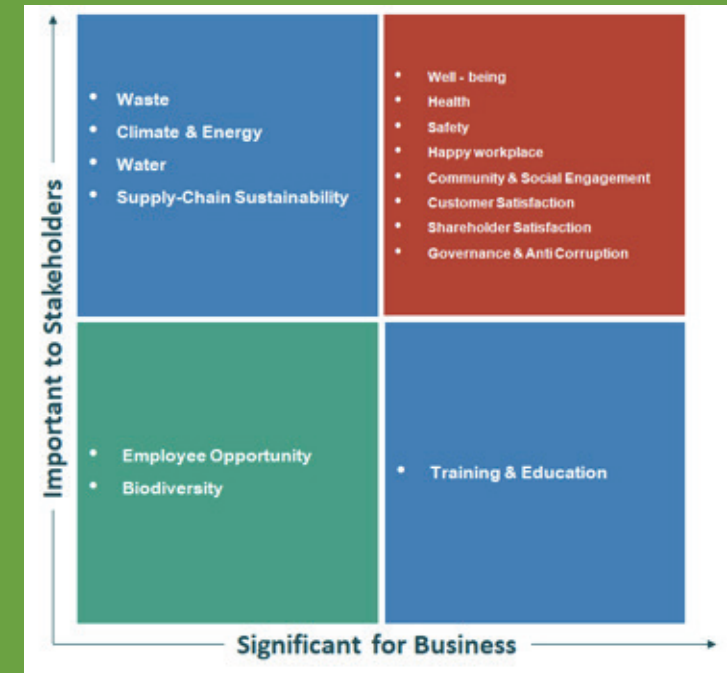 Important to Stakeholders
• Waste
• Climate & Energy
• Water
• Supply-Chain Sustainability
• Well - being
• Health
• Safety
• Happy workplace
• Community & Social Engagement
• Customer Satisfaction
• Shareholder Satisfaction
• Governance & Anti Corruption
• Employee Opportunity
• Biodiversity
• Training & Education
Significant for Business